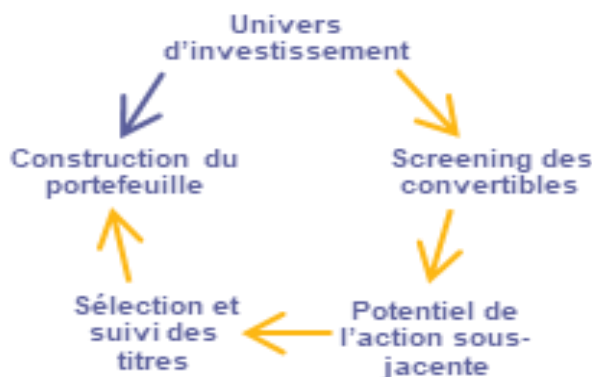 Univers
d'investissement
Screening des
convertibles
Potentiel de
l'action sous-
jacente
Sélection et
suivi des
titres
Construction du
portefeuille